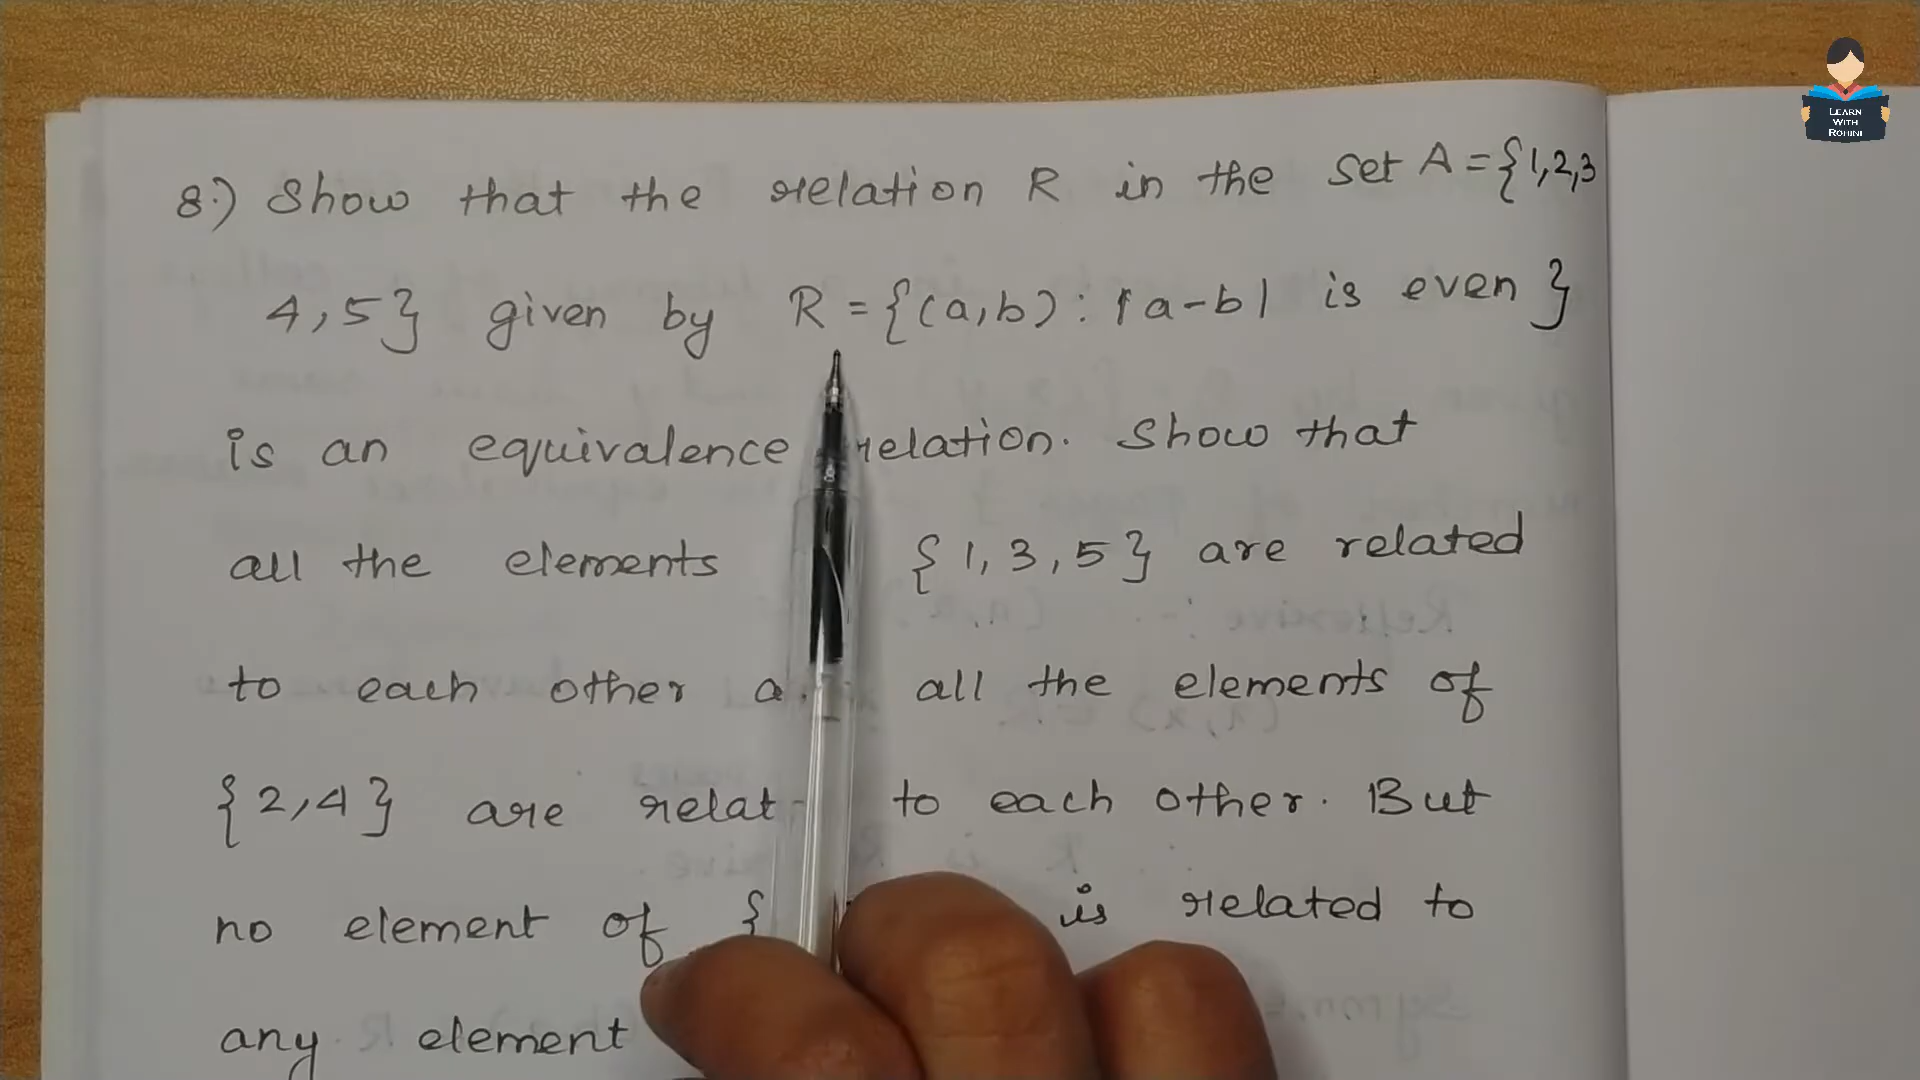 8.) Show that the relation R in the set A = {1,2,3
4,5} given by R = {(a,b) : |a-b| is even}
is an equivalence relation. Show that
all the elements {1,3,5} are related
to each other all the elements of
{2,4} are to each other. But
no element of { is related to
any element
LEARN
WITH
ROHINI